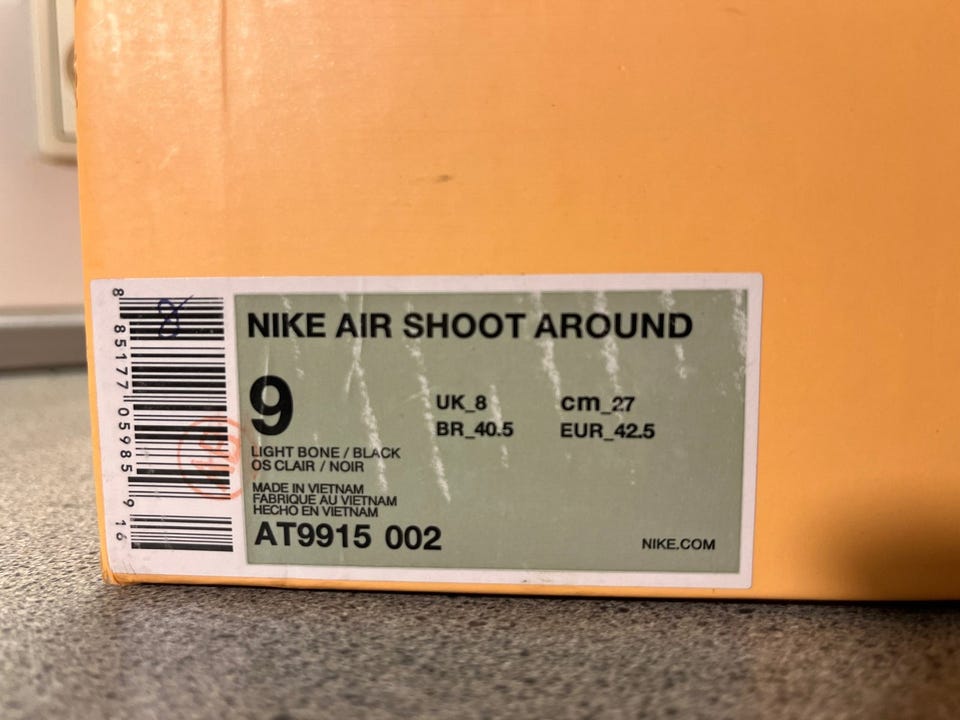 NIKE AIR SHOOT AROUND
9
UK_8 cm_27
BR_40.5 EUR_42.5
LIGHT BONE / BLACK
OS CLAIR / NOIR
MADE IN VIETNAM
FABRIQUE AU VIETNAM
HECHO EN VIETNAM
AT9915 002
NIKE.COM
8 85177 05985 9 16